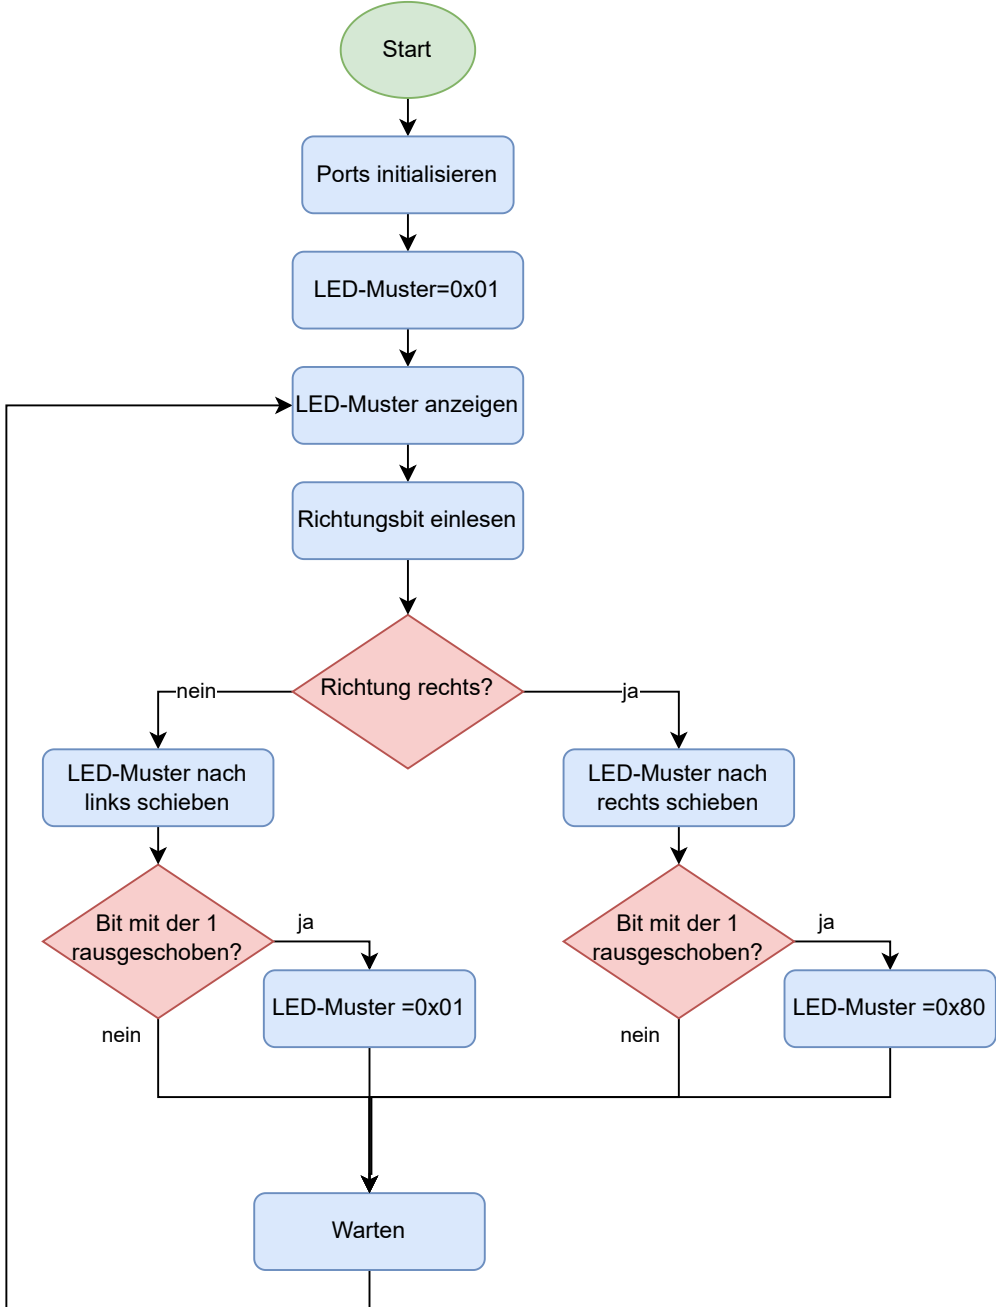 Start
Ports initialisieren
LED-Muster=0x01
LED-Muster anzeigen
Richtungsbit einlesen
Richtung rechts?
nein
ja
LED-Muster nach
links schieben
LED-Muster nach
rechts schieben
Bit mit der 1
rausgeschoben?
ja
LED-Muster =0x01
nein
Bit mit der 1
rausgeschoben?
ja
LED-Muster =0x80
nein
Warten